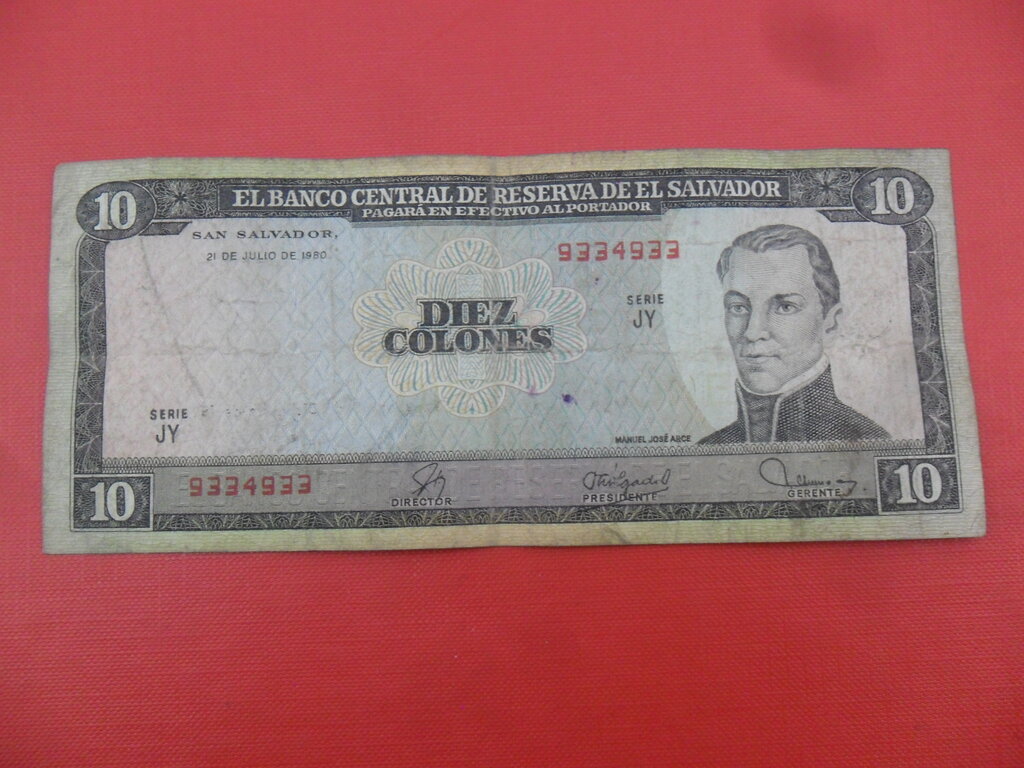 10 EL BANCO CENTRAL DE RESERVA DE EL SALVADOR 10
PAGARÁ EN EFECTIVO AL PORTADOR
SAN SALVADOR,
21 DE JULIO DE 1980
9334933
SERIE
JY
DIEZ
COLONES
SERIE
JY
MANUEL JOSÉ ARCE
9334933
DIRECTOR
PRESIDENTE
GERENTE
10
10